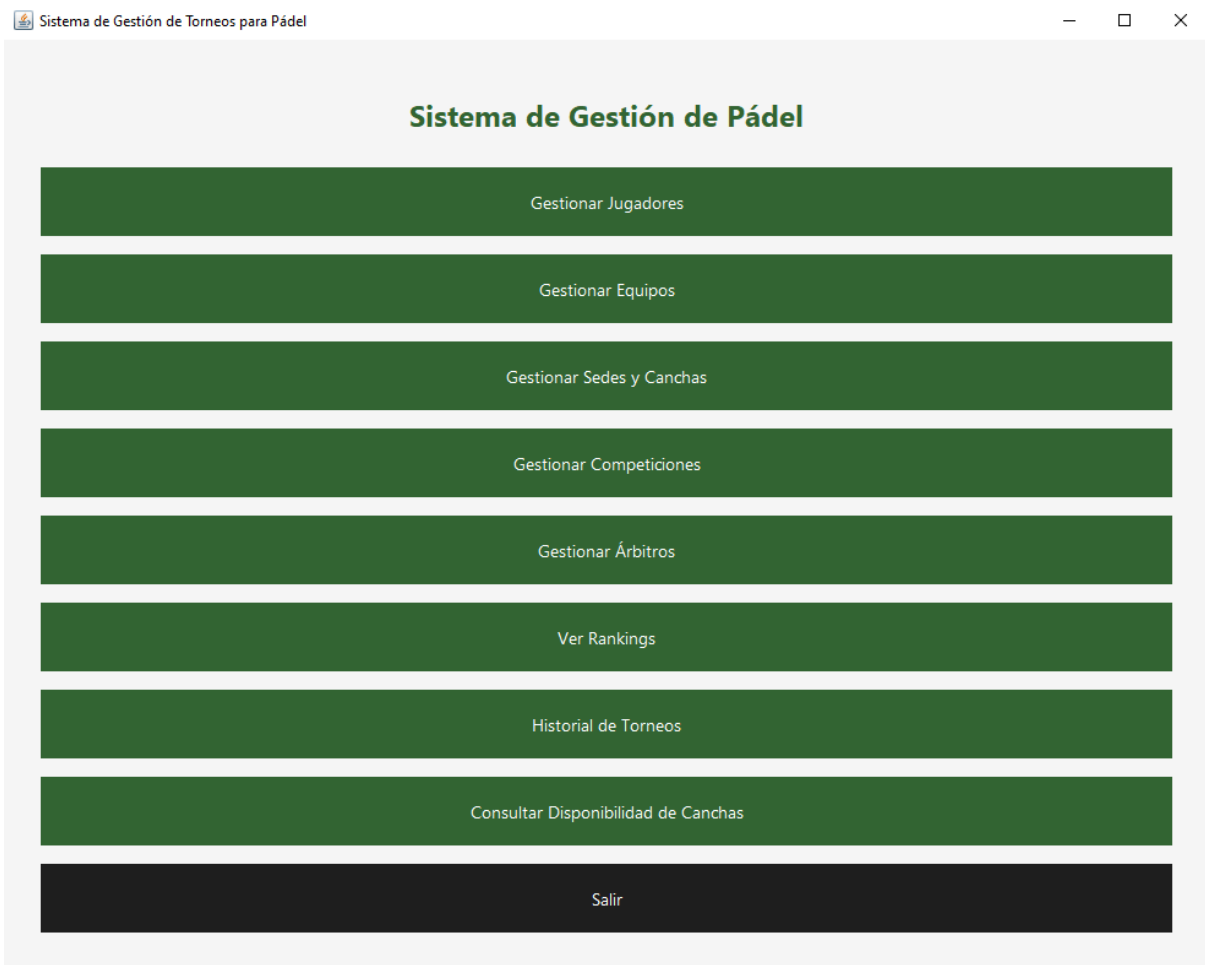 Sistema de Gestión de Torneos para Pádel
Sistema de Gestión de Pádel
Gestionar Jugadores
Gestionar Equipos
Gestionar Sedes y Canchas
Gestionar Competiciones
Gestionar Árbitros
Ver Rankings
Historial de Torneos
Consultar Disponibilidad de Canchas
Salir